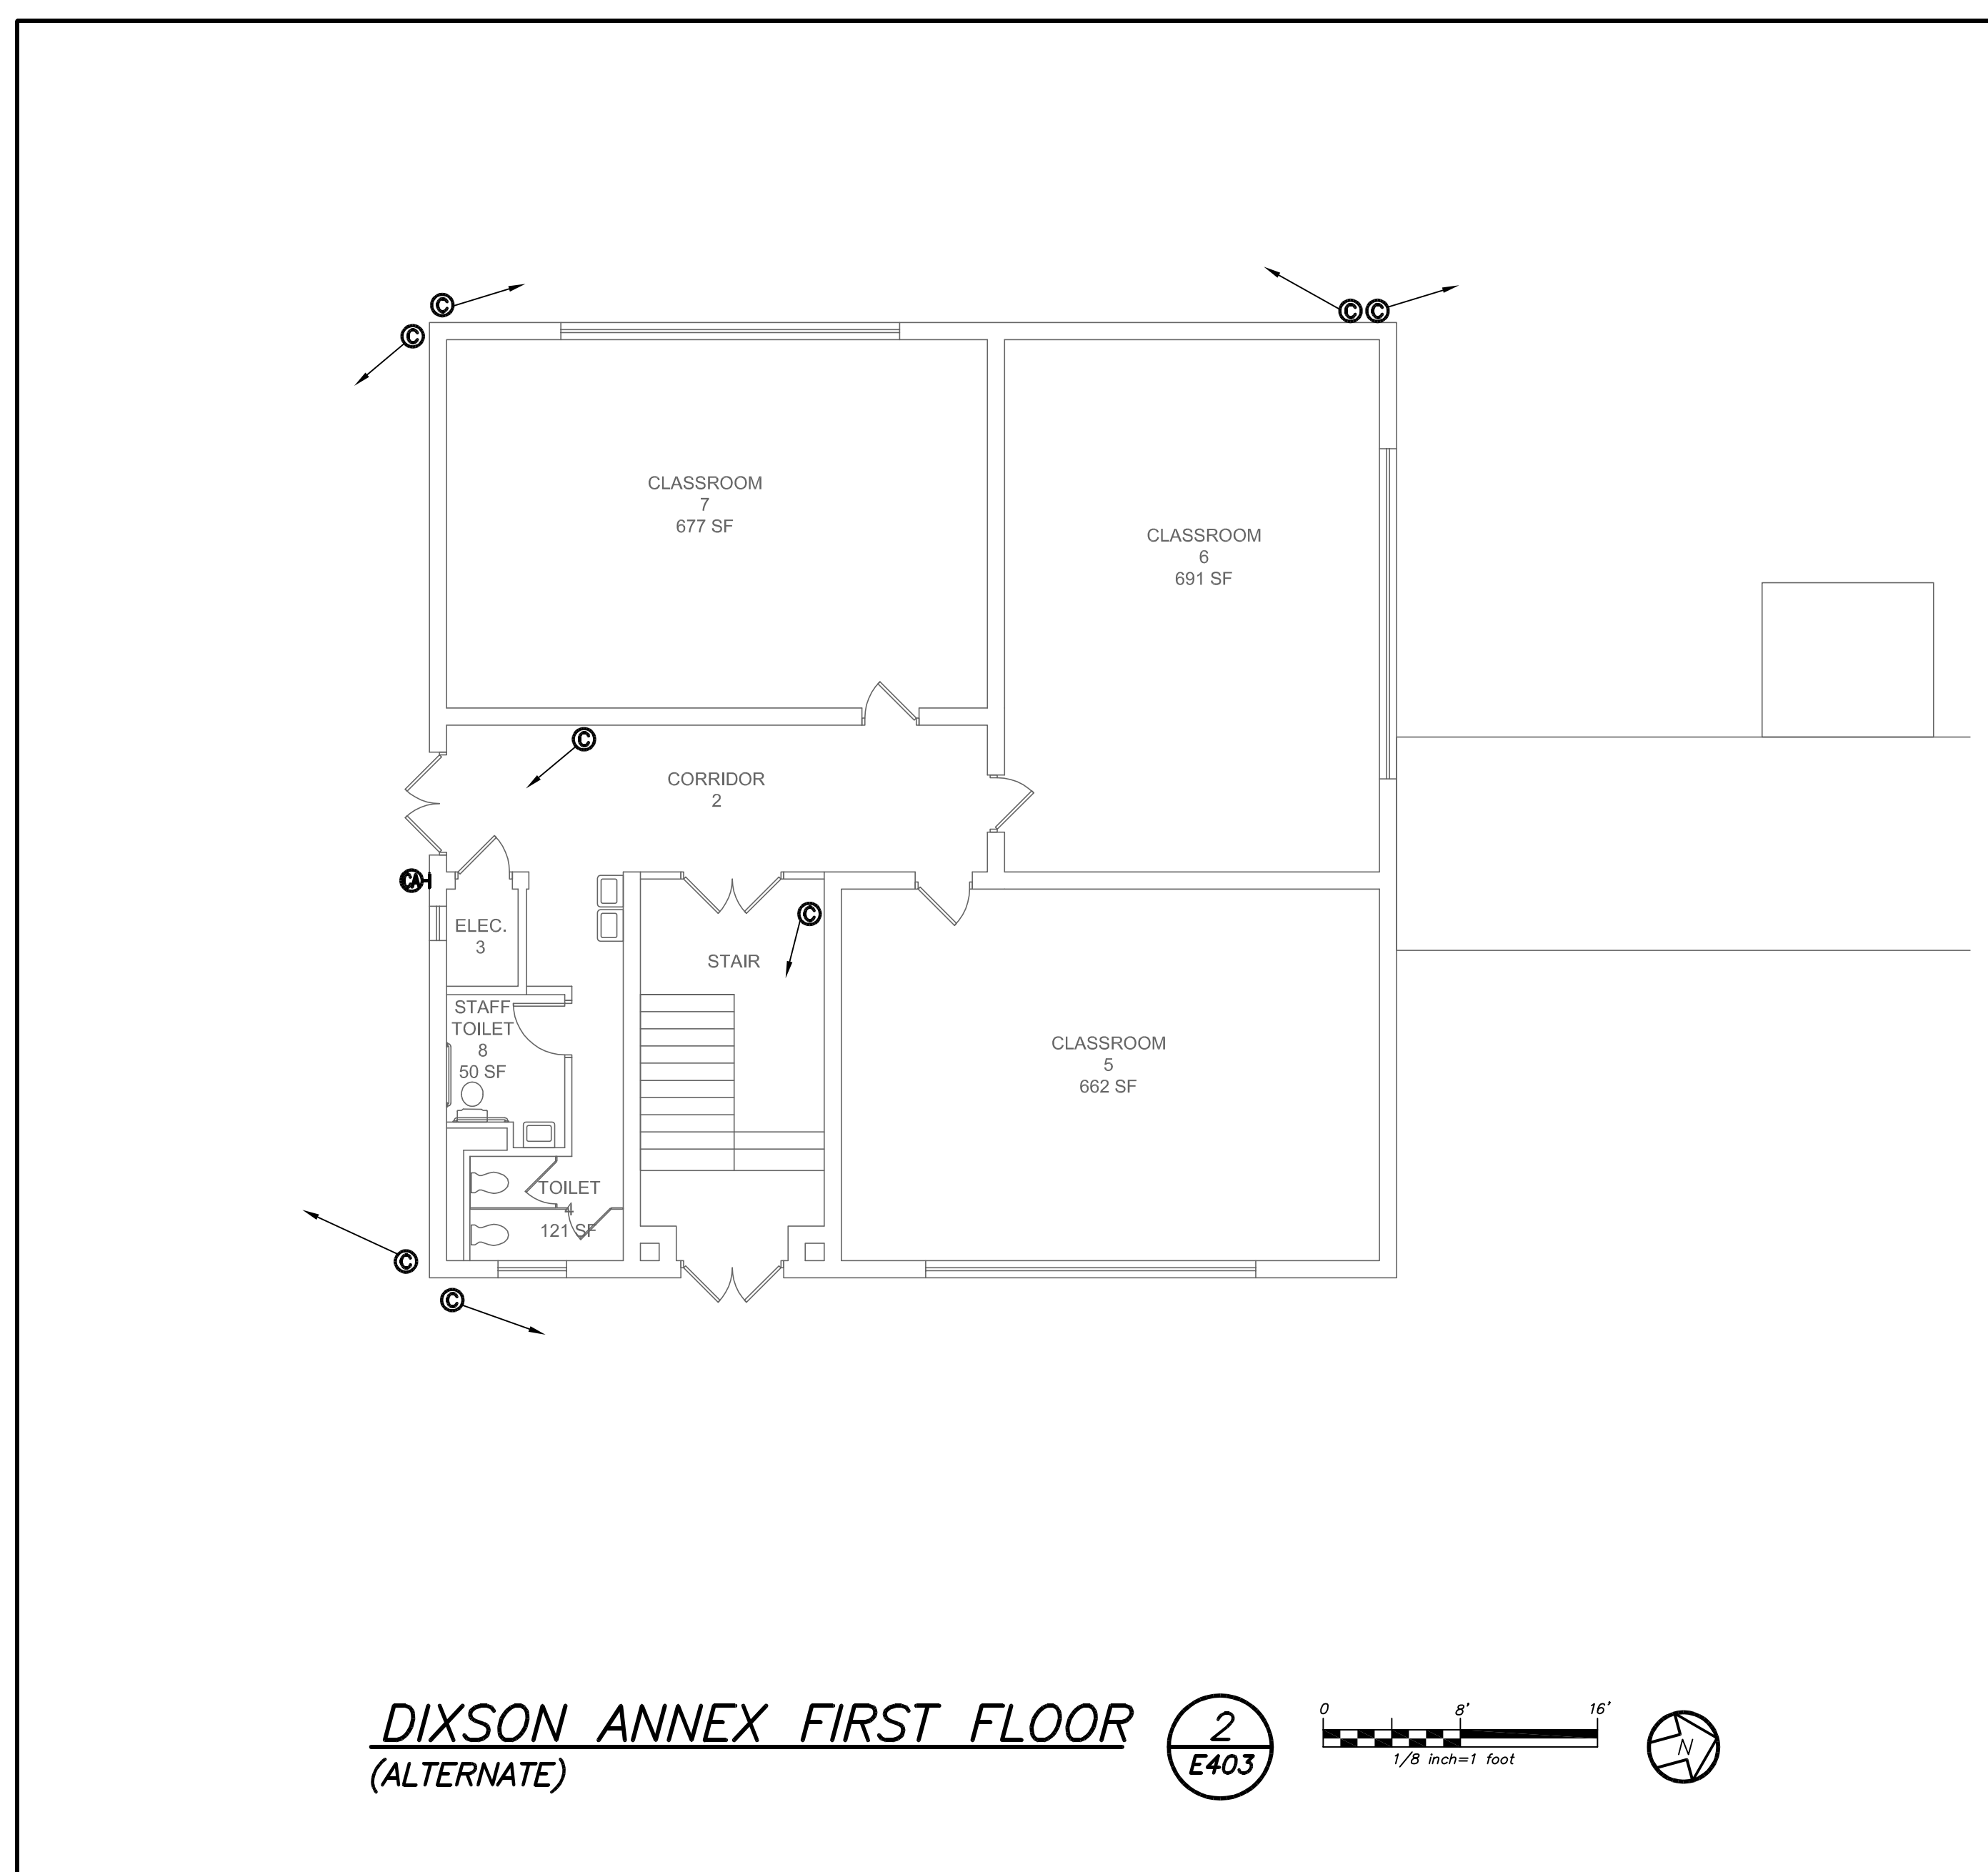 Ⓒ
Ⓒ Ⓒ
Ⓒ
CLASSROOM
7
677 SF
CLASSROOM
6
691 SF
Ⓒ
CORRIDOR
2
CA
Ⓒ
ELEC.
3
STAIR
STAFF
TOILET
8
50 SF
CLASSROOM
5
662 SF
TOILET
4
121 SF
Ⓒ
Ⓒ
DIXSON ANNEX FIRST FLOOR
(ALTERNATE)
2
E403
0 8' 16'
1/8 inch=1 foot
N